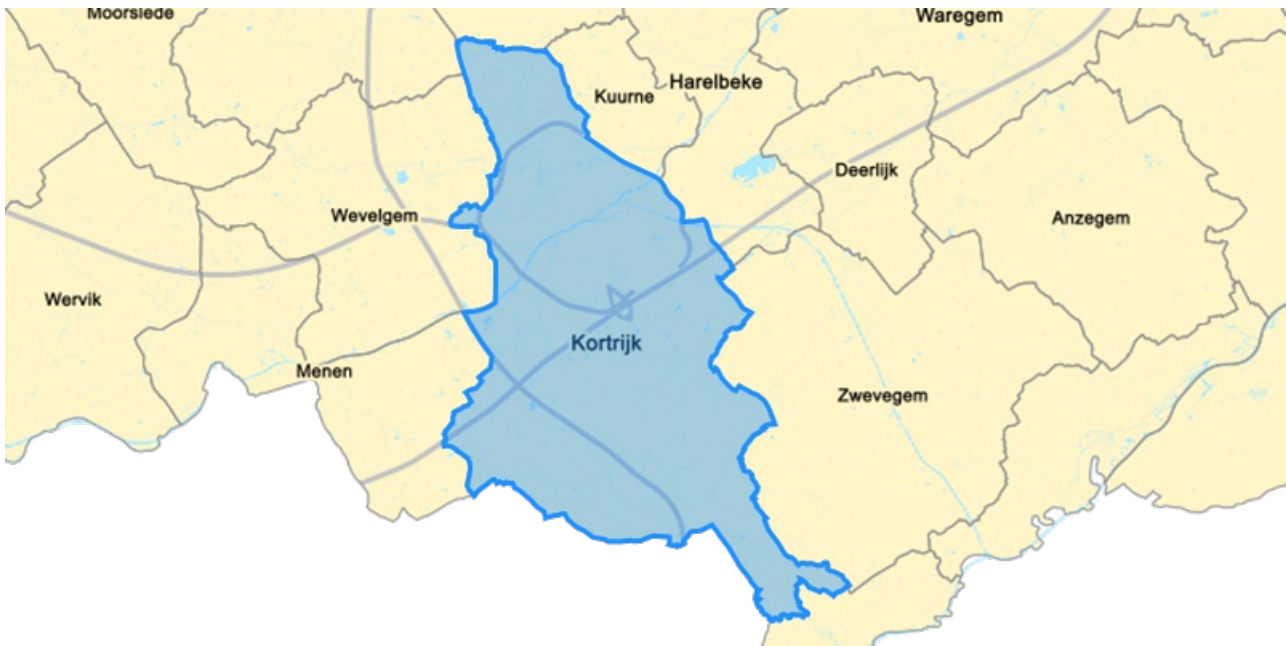 Moorslede
Waregem
Kuurne
Harelbeke
Deerlijk
Wevelgem
Anzegem
Wervik
Kortrijk
Menen
Zwevegem